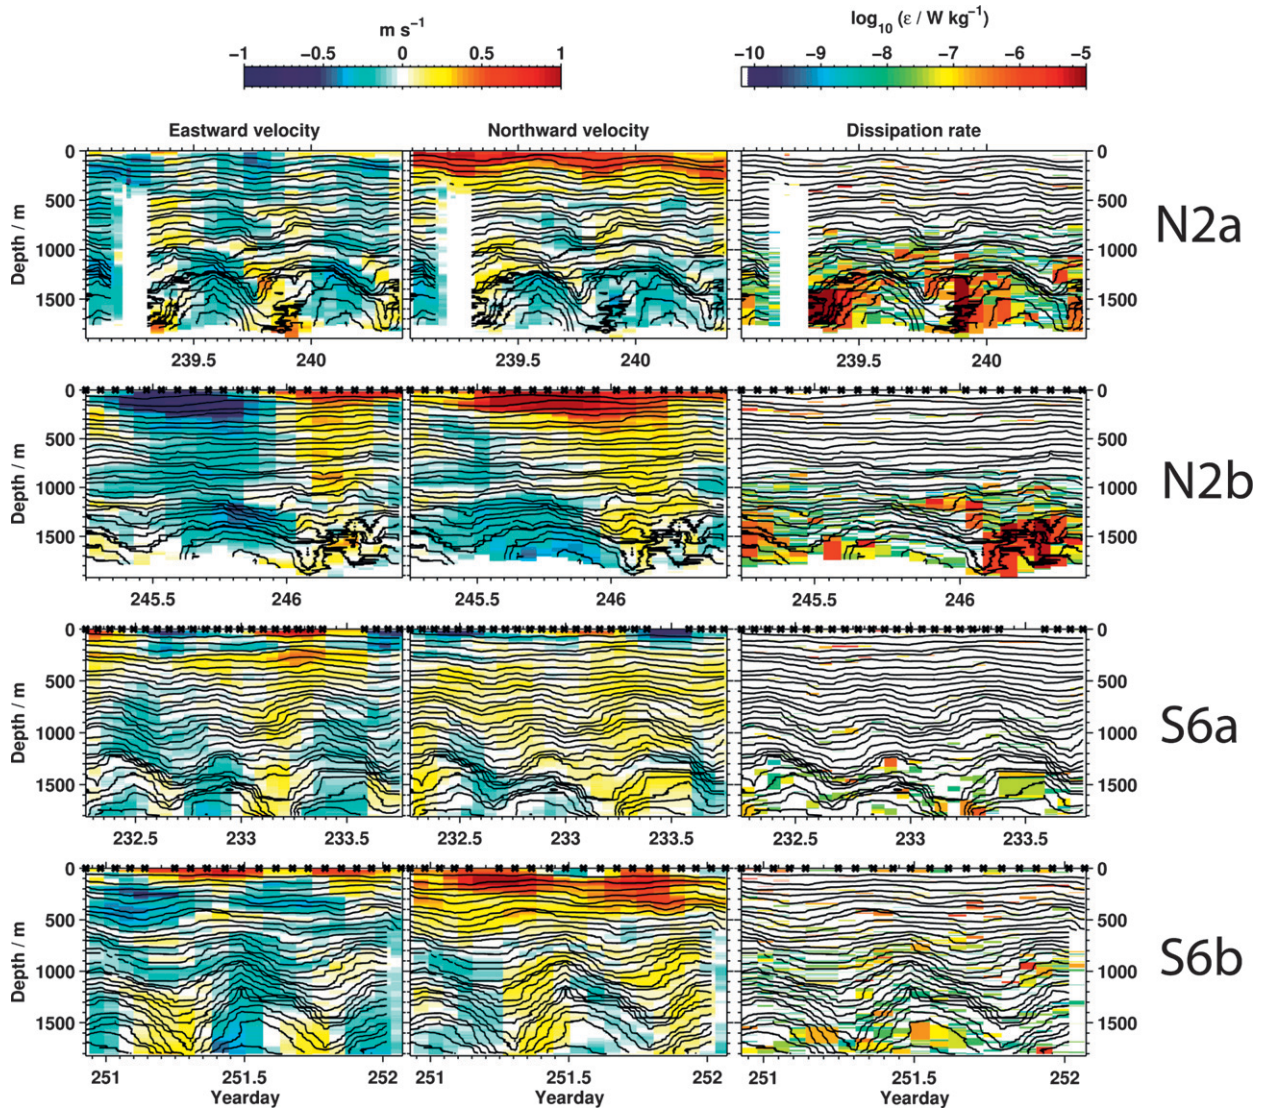 m s−1
log10 (ε / W kg−1)
−1 −0.5 0 0.5 1
−10 −9 −8 −7 −6 −5
Eastward velocity Northward velocity Dissipation rate
0 0
500 500
1000 1000
1500 1500
Depth / m
N2a
239.5 240 239.5 240 239.5 240
0 0
500 500
1000 1000
1500 1500
Depth / m
N2b
245.5 246 245.5 246 245.5 246
0 0
500 500
1000 1000
1500 1500
Depth / m
S6a
232.5 233 233.5 232.5 233 233.5 232.5 233 233.5
0 0
500 500
1000 1000
1500 1500
Depth / m
S6b
251 251.5 252 251 251.5 252 251 251.5 252
Yearday Yearday Yearday